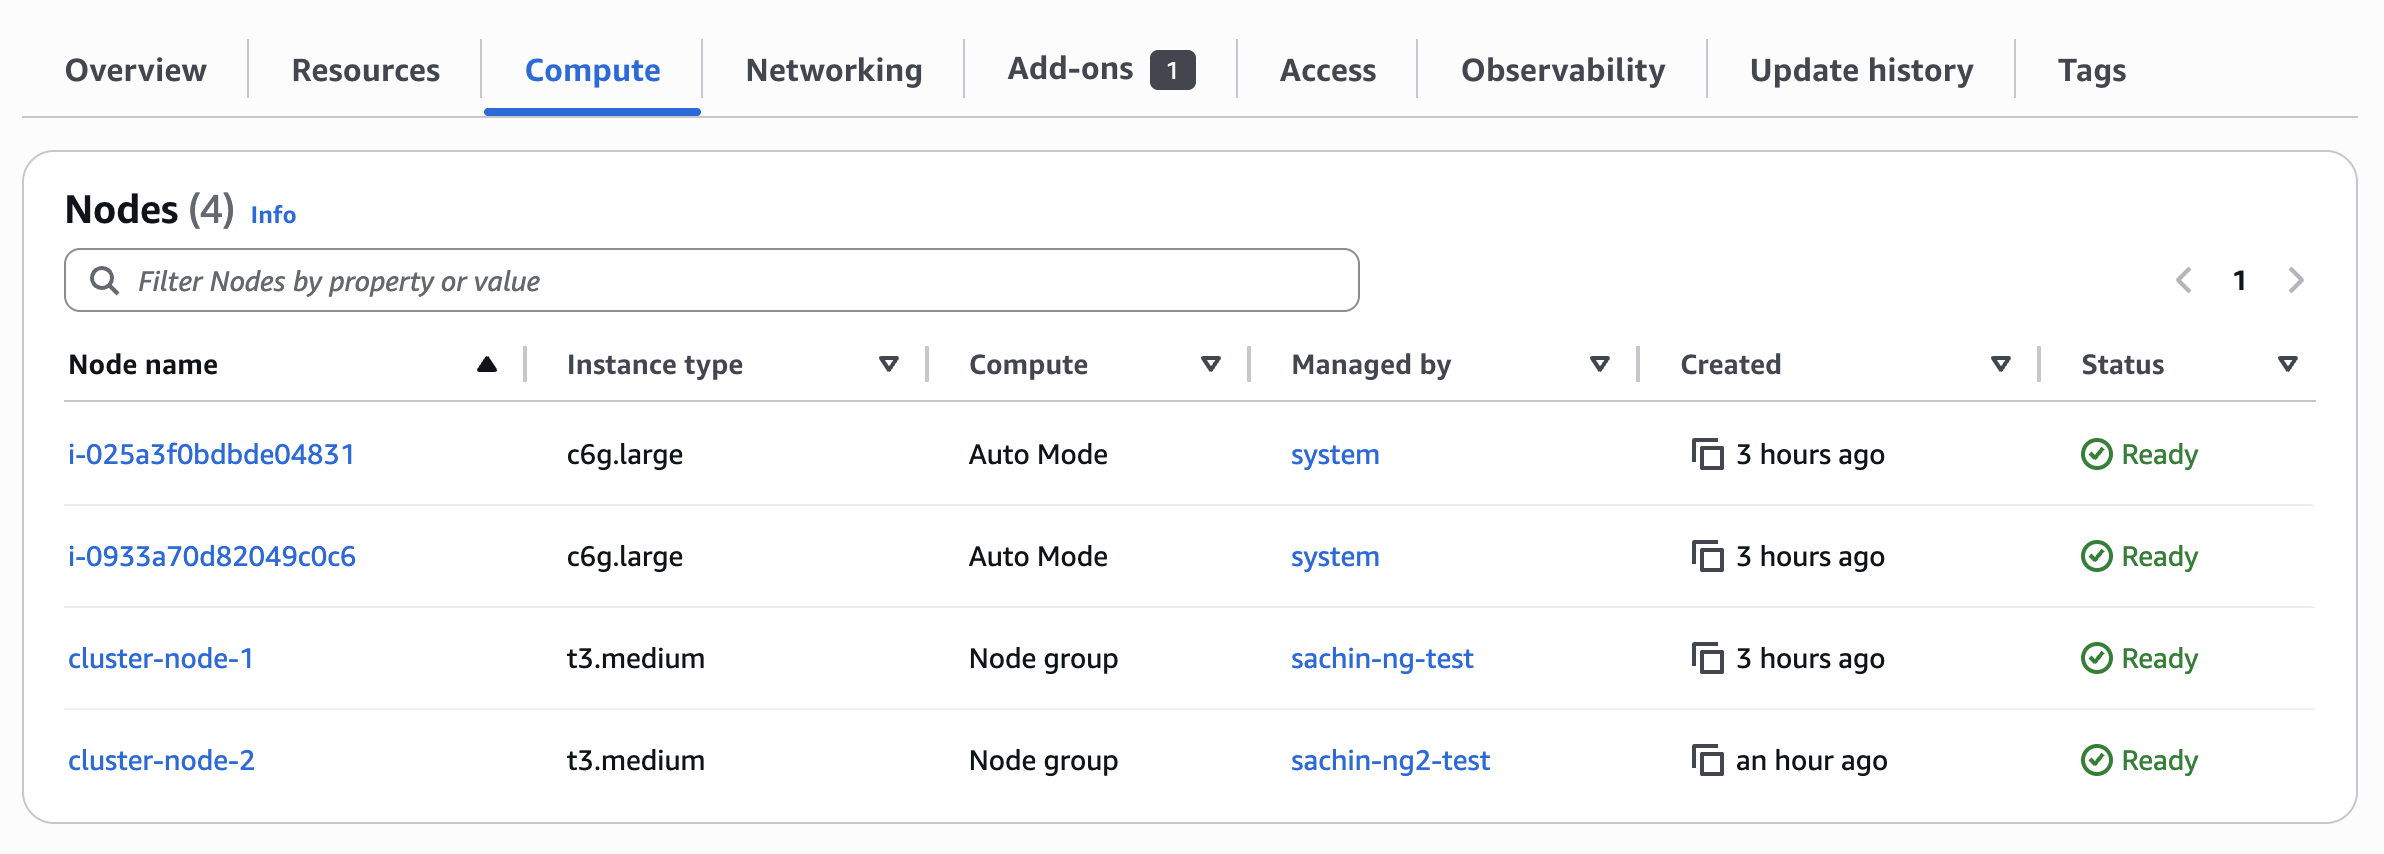 Overview Resources Compute Networking Add-ons 1 Access Observability Update history Tags
Nodes (4) Info
Filter Nodes by property or value
1
Node name Instance type Compute Managed by Created Status
i-025a3f0bdbde04831 c6g.large Auto Mode system 3 hours ago Ready
i-0933a70d82049c0c6 c6g.large Auto Mode system 3 hours ago Ready
cluster-node-1 t3.medium Node group sachin-ng-test 3 hours ago Ready
cluster-node-2 t3.medium Node group sachin-ng2-test an hour ago Ready